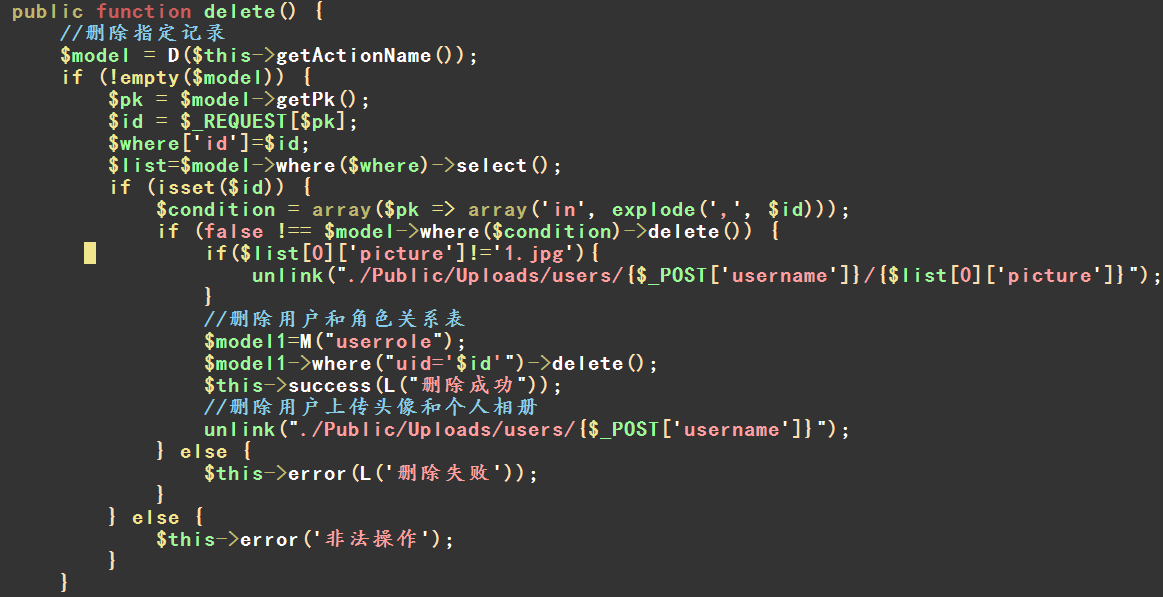 public function delete() {
//删除指定记录
$model = D($this->getActionName());
if (!empty($model)) {
$pk = $model->getPk();
$id = $_REQUEST[$pk];
$where['id']=$id;
$list=$model->where($where)->select();
if (isset($id)) {
$condition = array($pk => array('in', explode(',', $id)));
if (false !== $model->where($condition)->delete()) {
if($list[0]['picture']!='1.jpg'){
unlink("./Public/Uploads/users/{$_POST['username']}/{$list[0]['picture']}");
}
//删除用户和角色关系表
$model1=M("userrole");
$model1->where("uid='$id'")->delete();
$this->success(L("删除成功"));
//删除用户上传头像和个人相册
unlink("./Public/Uploads/users/{$_POST['username']}");
} else {
$this->error(L('删除失败'));
}
} else {
$this->error('非法操作');
}
}